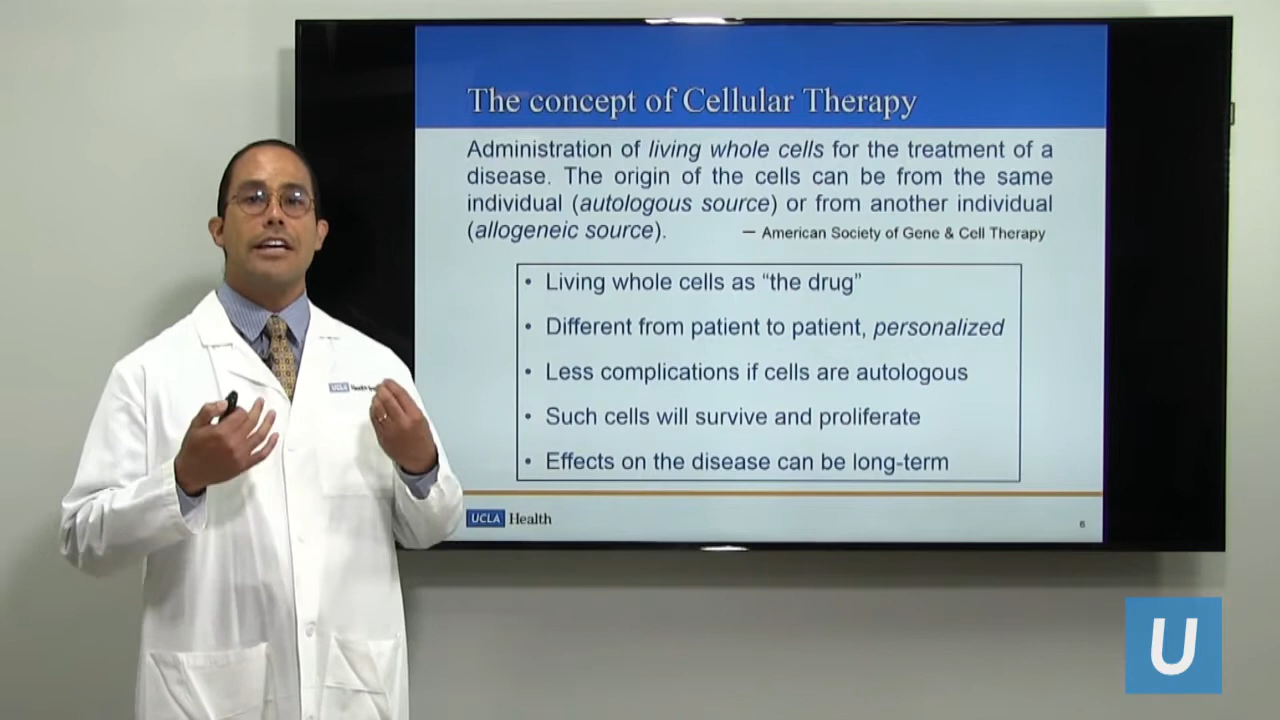 The concept of Cellular Therapy
Administration of living whole cells for the treatment of a
disease. The origin of the cells can be from the same
individual (autologous source) or from another individual
(allogeneic source).
— American Society of Gene & Cell Therapy
• Living whole cells as “the drug”
• Different from patient to patient, personalized
• Less complications if cells are autologous
• Such cells will survive and proliferate
• Effects on the disease can be long-term
UCLA Health
6
UCLA
U